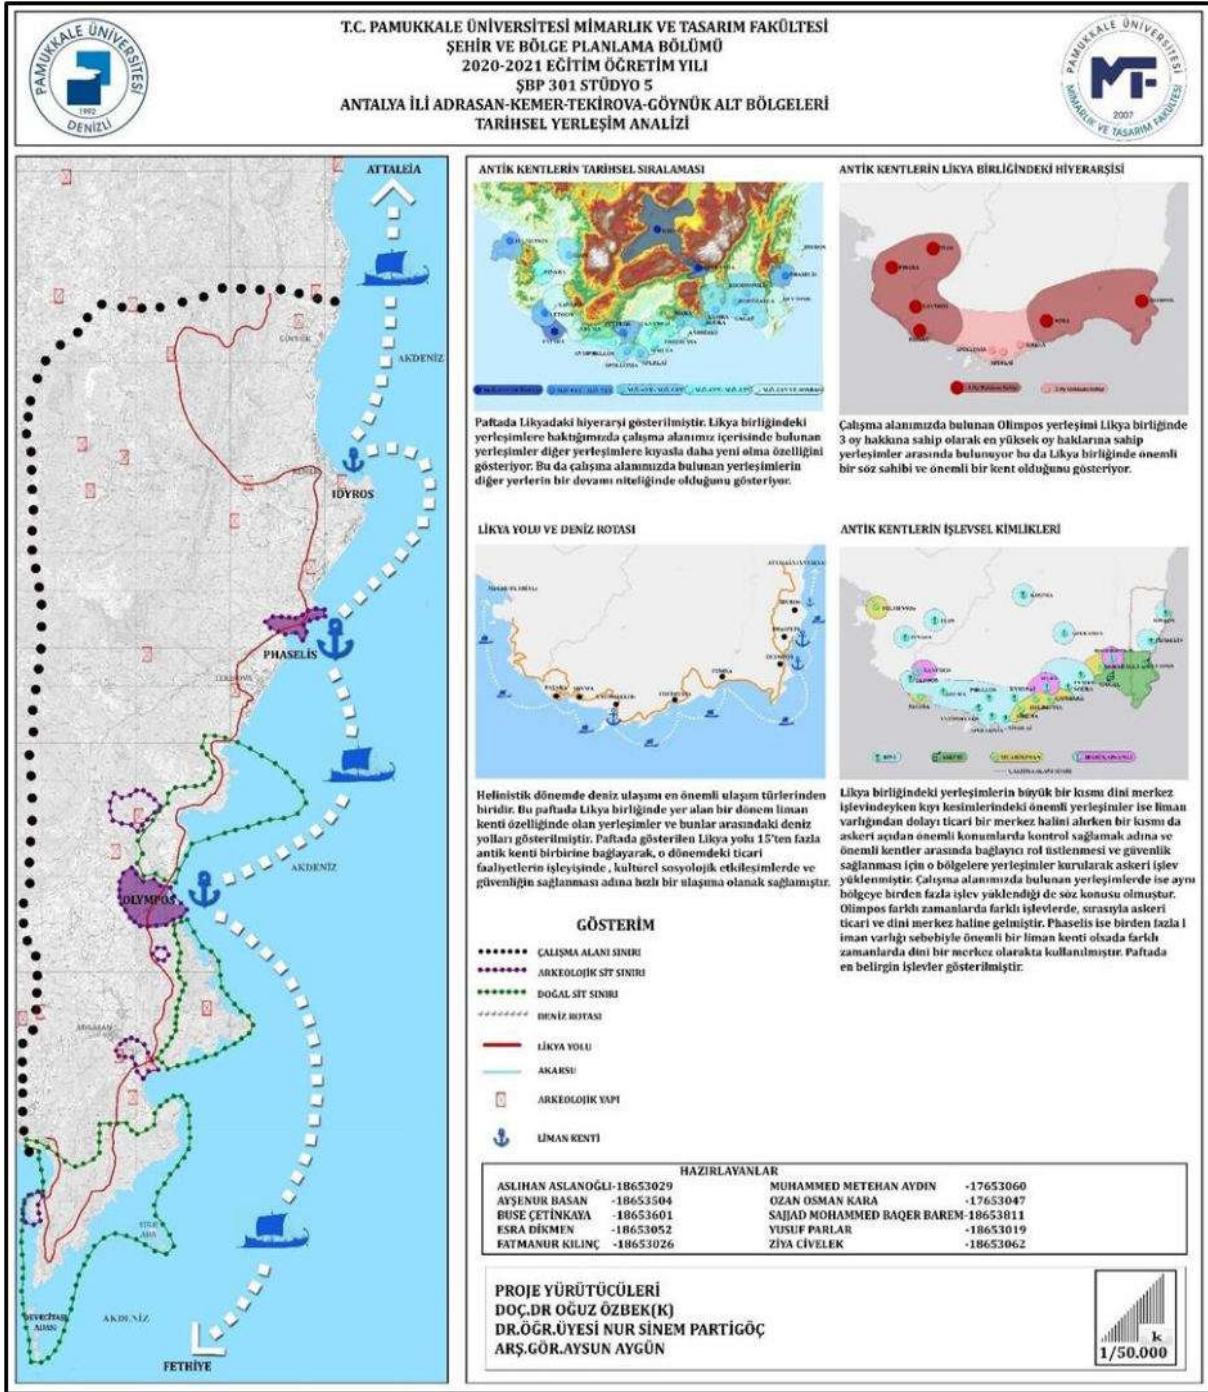 PAMUKKALE ÜNİVERSİTESİ
1992
DENİZLİ
T.C. PAMUKKALE ÜNİVERSİTESİ MİMARLIK VE TASARIM FAKÜLTESİ
ŞEHİR VE BÖLGE PLANLAMA BÖLÜMÜ
2020-2021 EĞİTİM ÖĞRETİM YILI
ŞBP 301 STÜDYO 5
ANTALYA İLİ ADRASAN-KEMER-TEKİROVA-GÖYNÜK ALT BÖLGELERİ
TARİHSEL YERLEŞİM ANALİZİ
PAMUKKALE ÜNİVERSİTESİ
MF
2007
MİMARLIK VE TASARIM FAKÜLTESİ
ATTALEİA
AKDENİZ
IDYROS
PHASELİS
AKDENİZ
OLYMPOS
AKDENİZ
FETHİYE
ANTİK KENTLERİN TARİHSEL SIRALAMASI
Paftada Likyadaki hiyerarşi gösterilmiştir. Likya birliğindeki
yerleşimlere baktığımızda çalışma alanımız içerisinde bulunan
yerleşimler diğer yerleşimlere kıyasla daha yeni olma özelliğini
gösteriyor. Bu da çalışma alanımızda bulunan yerleşimlerin
diğer yerlerin bir devamı niteliğinde olduğunu gösteriyor.
ANTİK KENTLERİN LİKYA BİRLİĞİNDEKİ HİYERARŞİSİ
Çalışma alanımızda bulunan Olimpos yerleşimi Likya birliğinde
3 oy hakkına sahip olarak en yüksek oy haklarına sahip
yerleşimler arasında bulunuyor bu da Likya birliğinde önemli
bir söz sahibi ve önemli bir kent olduğunu gösteriyor.
LİKYA YOLU VE DENİZ ROTASI
Helinistik dönemde deniz ulaşımı en önemli ulaşım türlerinden
biridir. Bu paftada Likya birliğinde yer alan bir dönem liman
kenti özelliğinde olan yerleşimler ve bunlar arasındaki deniz
yolları gösterilmiştir. Paftada gösterilen Likya yolu 15'ten fazla
antik kenti birbirine bağlayarak, o dönemdeki ticari
faaliyetlerin işleyişinde , kültürel sosyolojik etkileşimlerde ve
güvenliğin sağlanması adına hızlı bir ulaşıma olanak sağlamıştır.
ANTİK KENTLERİN İŞLEVSEL KİMLİKLERİ
Likya birliğindeki yerleşimlerin büyük bir kısmı dini merkez
işlevindeyken kıyı kesimlerindeki önemli yerleşimler ise liman
varlığından dolayı ticari bir merkez halini alırken bir kısmı da
askeri açıdan önemli konumlarda kontrol sağlamak adına ve
önemli kentler arasında bağlayıcı rol üstlenmesi ve güvenlik
sağlanması için o bölgelere yerleşimler kurularak askeri işlev
yüklenmiştir. Çalışma alanımızda bulunan yerleşimlerde ise aynı
bölgeye birden fazla işlev yüklendiği de söz konusu olmuştur.
Olimpos farklı zamanlarda farklı işlevlerde, sırasıyla askeri
ticari ve dini merkez haline gelmiştir. Phaselis ise birden fazla l
iman varlığı sebebiyle önemli bir liman kenti olsada farklı
zamanlarda dini bir merkez olarakta kullanılmıştır. Paftada
en belirgin işlevler gösterilmiştir.
GÖSTERİM
ÇALIŞMA ALANI SINIRI
ARKEOLOJİK SİT SINIRI
DOĞAL SİT SINIRI
DENİZ ROTASI
LİKYA YOLU
AKARSU
ARKEOLOJİK YAPI
LİMAN KENTİ
HAZIRLAYANLAR
ASLIHAN ASLANOĞLI-18653029 MUHAMMED METEHAN AYDIN -17653060
AYŞENUR BASAN -18653504 OZAN OSMAN KARA -17653047
BUSE ÇETİNKAYA -18653601 SAJJAD MOHAMMED BAQER BAREM-18653811
ESRA DİKMEN -18653052 YUSUF PARLAR -18653019
FATMANUR KILINÇ -18653026 ZİYA CİVELEK -18653062
PROJE YÜRÜTÜCÜLERİ
DOÇ.DR OĞUZ ÖZBEK(K)
DR.ÖĞR.ÜYESİ NUR SİNEM PARTİGÖÇ
ARŞ.GÖR.AYSUN AYGÜN
k
1/50.000